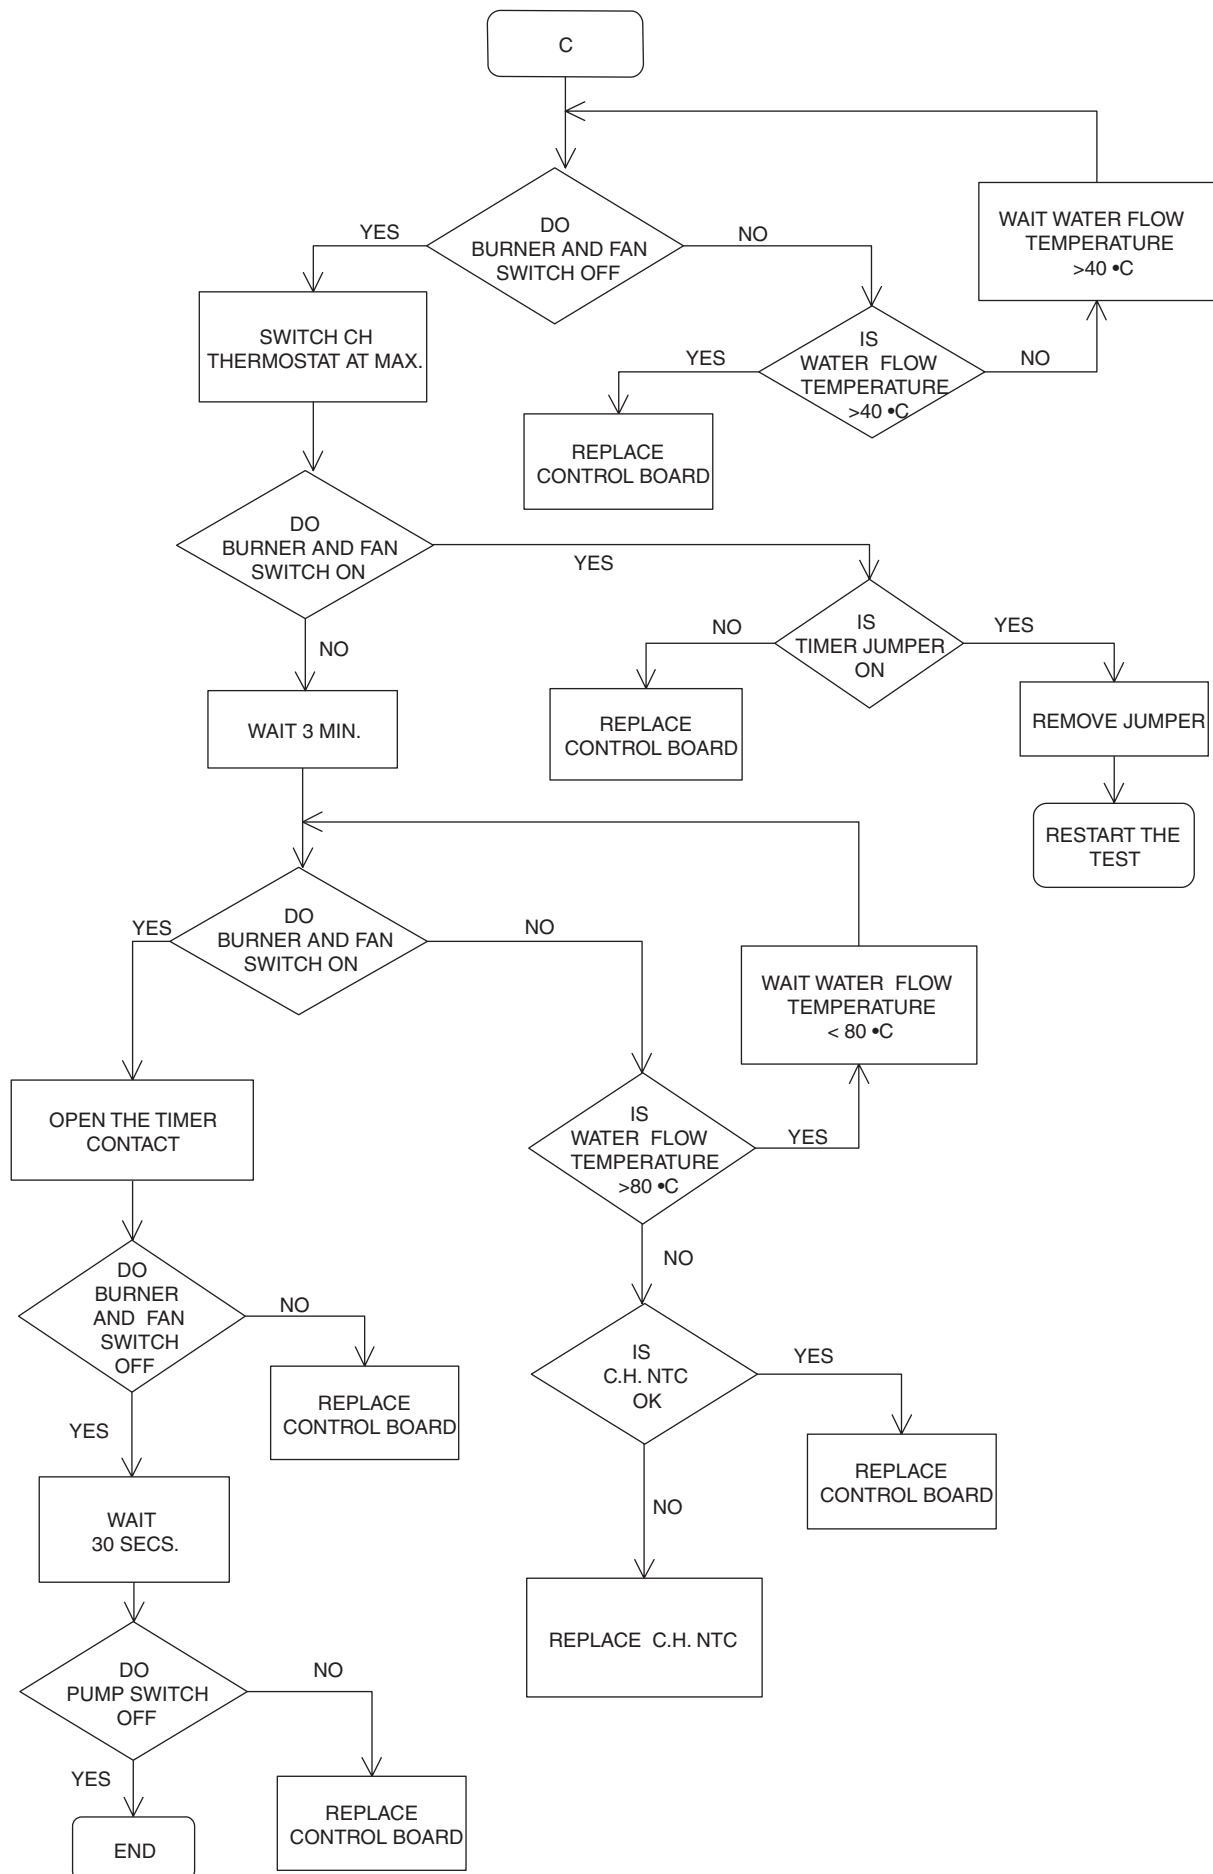 C
DO
BURNER AND FAN
SWITCH OFF
YES
NO
WAIT WATER FLOW
TEMPERATURE
>40 •C
SWITCH CH
THERMOSTAT AT MAX.
IS
WATER FLOW
TEMPERATURE
>40 •C
YES
NO
REPLACE
CONTROL BOARD
DO
BURNER AND FAN
SWITCH ON
YES
NO
IS
TIMER JUMPER
ON
NO
YES
REPLACE
CONTROL BOARD
REMOVE JUMPER
WAIT 3 MIN.
RESTART THE
TEST
DO
BURNER AND FAN
SWITCH ON
YES
NO
WAIT WATER FLOW
TEMPERATURE
< 80 •C
OPEN THE TIMER
CONTACT
IS
WATER FLOW
TEMPERATURE
>80 •C
YES
NO
DO
BURNER
AND FAN
SWITCH
OFF
NO
YES
REPLACE
CONTROL BOARD
IS
C.H. NTC
OK
YES
NO
REPLACE
CONTROL BOARD
WAIT
30 SECS.
REPLACE C.H. NTC
DO
PUMP SWITCH
OFF
NO
YES
REPLACE
CONTROL BOARD
END